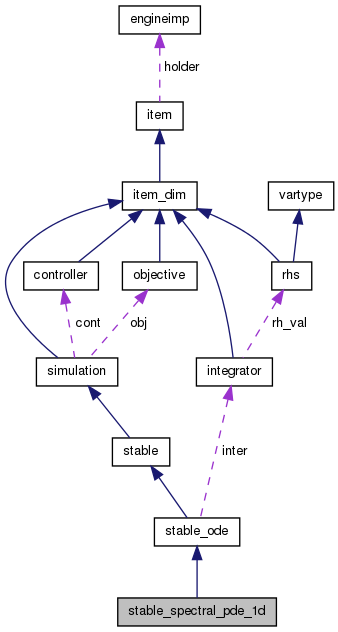 engineimp
holder
item
item_dim
vartype
controller
objective
rhs
cont
obj
rh_val
simulation
integrator
stable
inter
stable_ode
stable_spectral_pde_1d